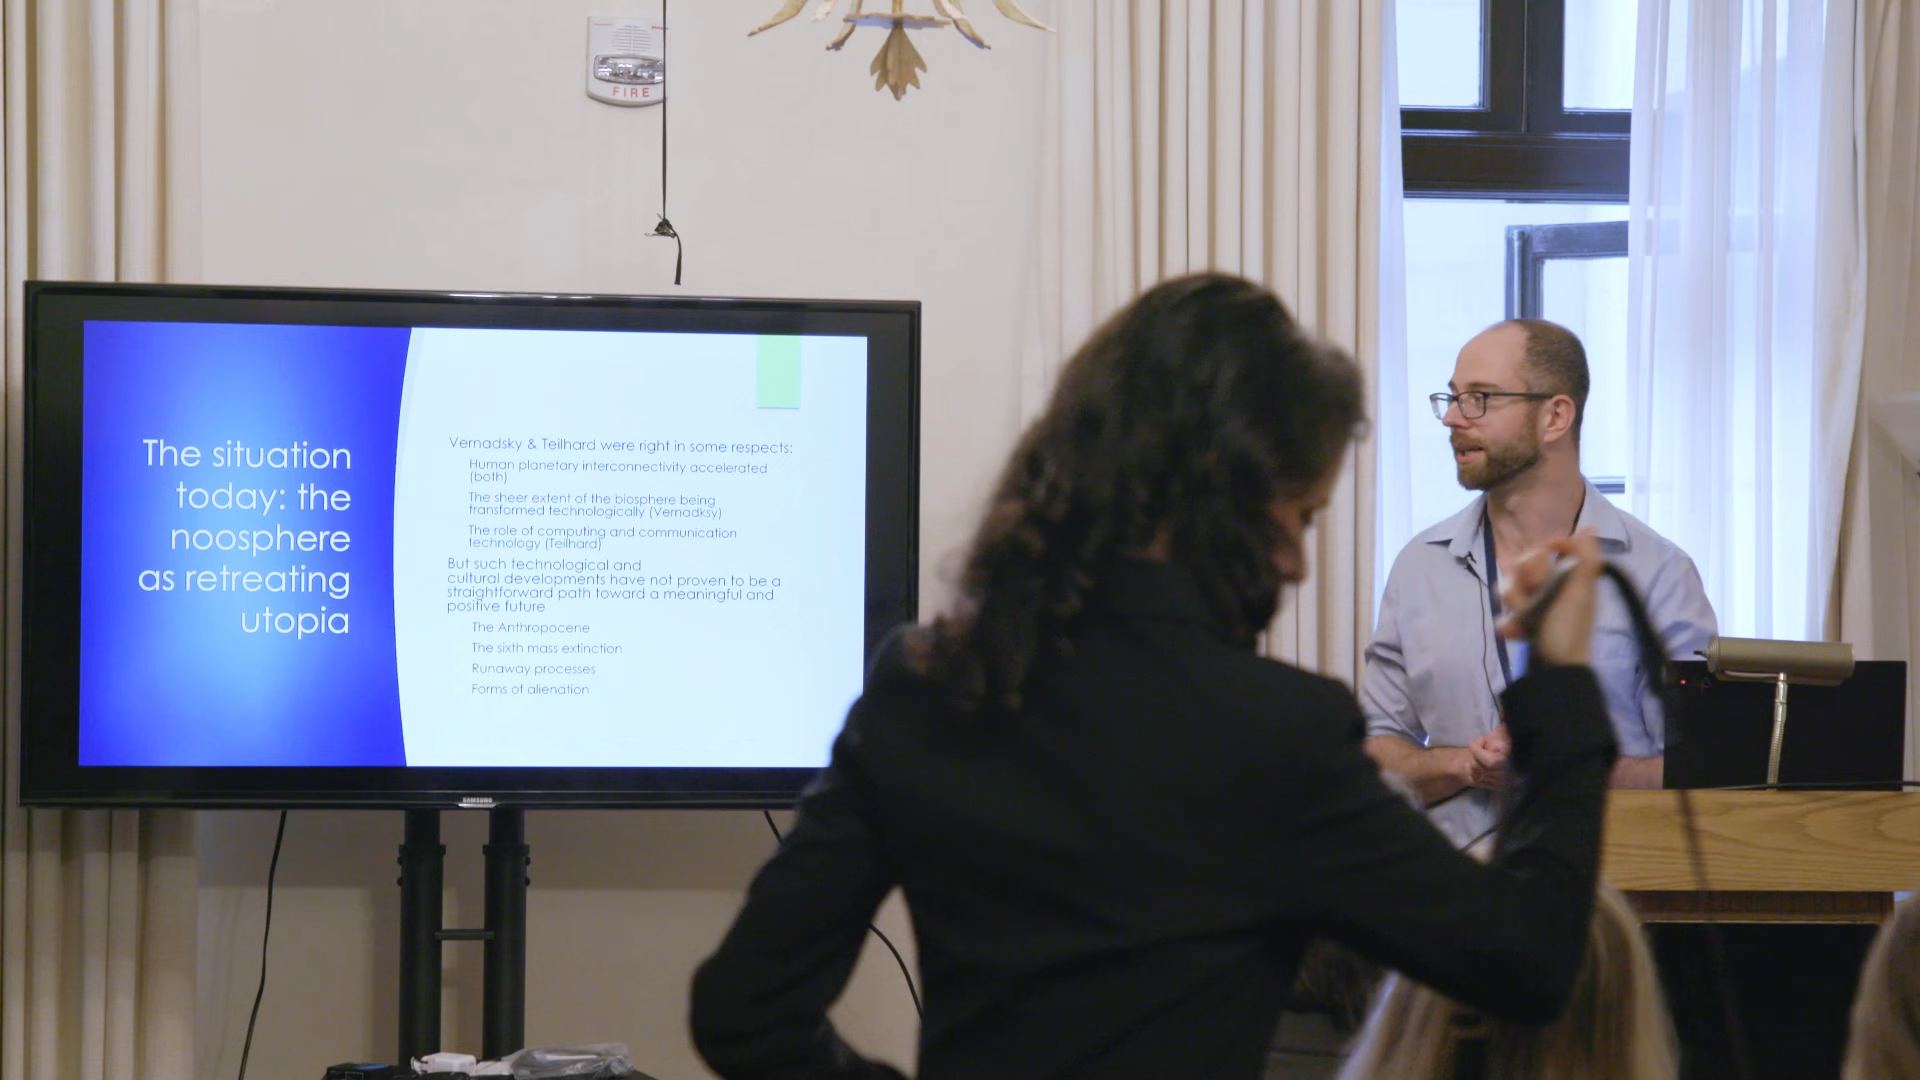 FIRE
The situation
today: the
noosphere
as retreating
utopia
Vernadsky & Teilhard were right in some respects:
Human planetary interconnectivity accelerated
(both)
The sheer extent of the biosphere being
transformed technologically (Vernadksy)
The role of computing and communication
technology (Teilhard)
But such technological and
cultural developments have not proven to be a
straightforward path toward a meaningful and
positive future
The Anthropocene
The sixth mass extinction
Runaway processes
Forms of alienation
SAMSUNG